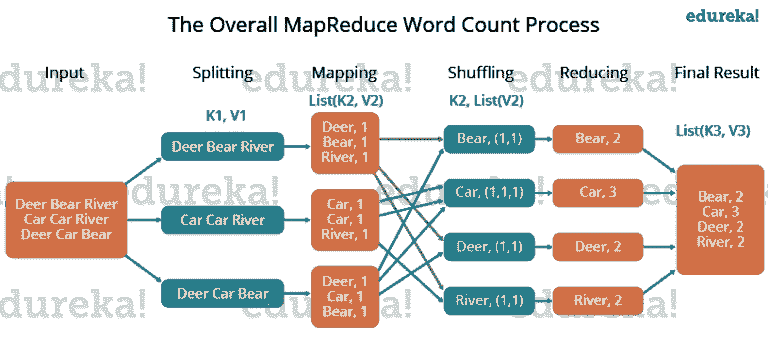 edureka!
The Overall MapReduce Word Count Process
Input
Splitting
Mapping
Shuffling
Reducing
Final Result
edureka!
edureka!
edureka!
K1, V1
List(K2, V2)
K2, List(V2)
List(K3, V3)
Deer Bear River
Car Car River
Deer Car Bear
Deer Bear River
Car Car River
Deer Car Bear
Deer, 1
Bear, 1
River, 1
Car, 1
Car, 1
River, 1
Deer, 1
Car, 1
Bear, 1
Bear, (1,1)
Car, (1,1,1)
Deer, (1,1)
River, (1,1)
Bear, 2
Car, 3
Deer, 2
River, 2
Bear, 2
Car, 3
Deer, 2
River, 2
edureka!
edureka!
edureka!
edureka!
edureka!